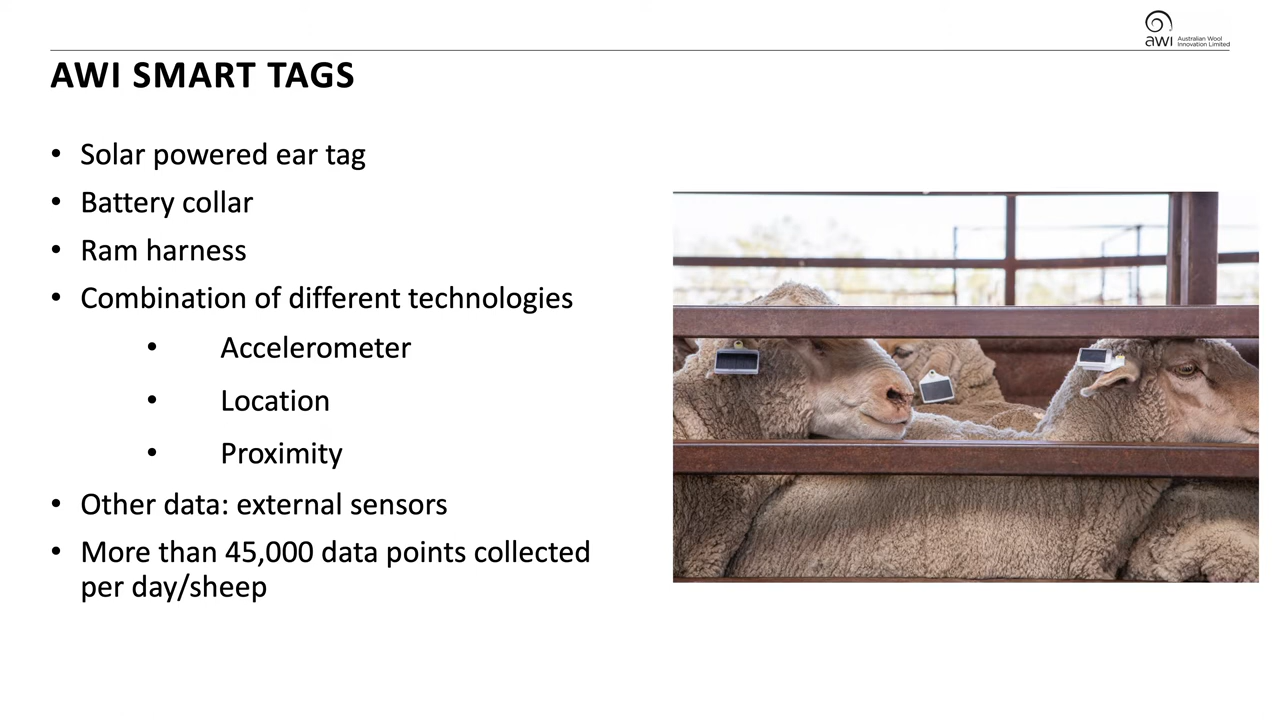 awi Australian Wool
Innovation Limited
AWI SMART TAGS
• Solar powered ear tag
• Battery collar
• Ram harness
• Combination of different technologies
• Accelerometer
• Location
• Proximity
• Other data: external sensors
• More than 45,000 data points collected
per day/sheep